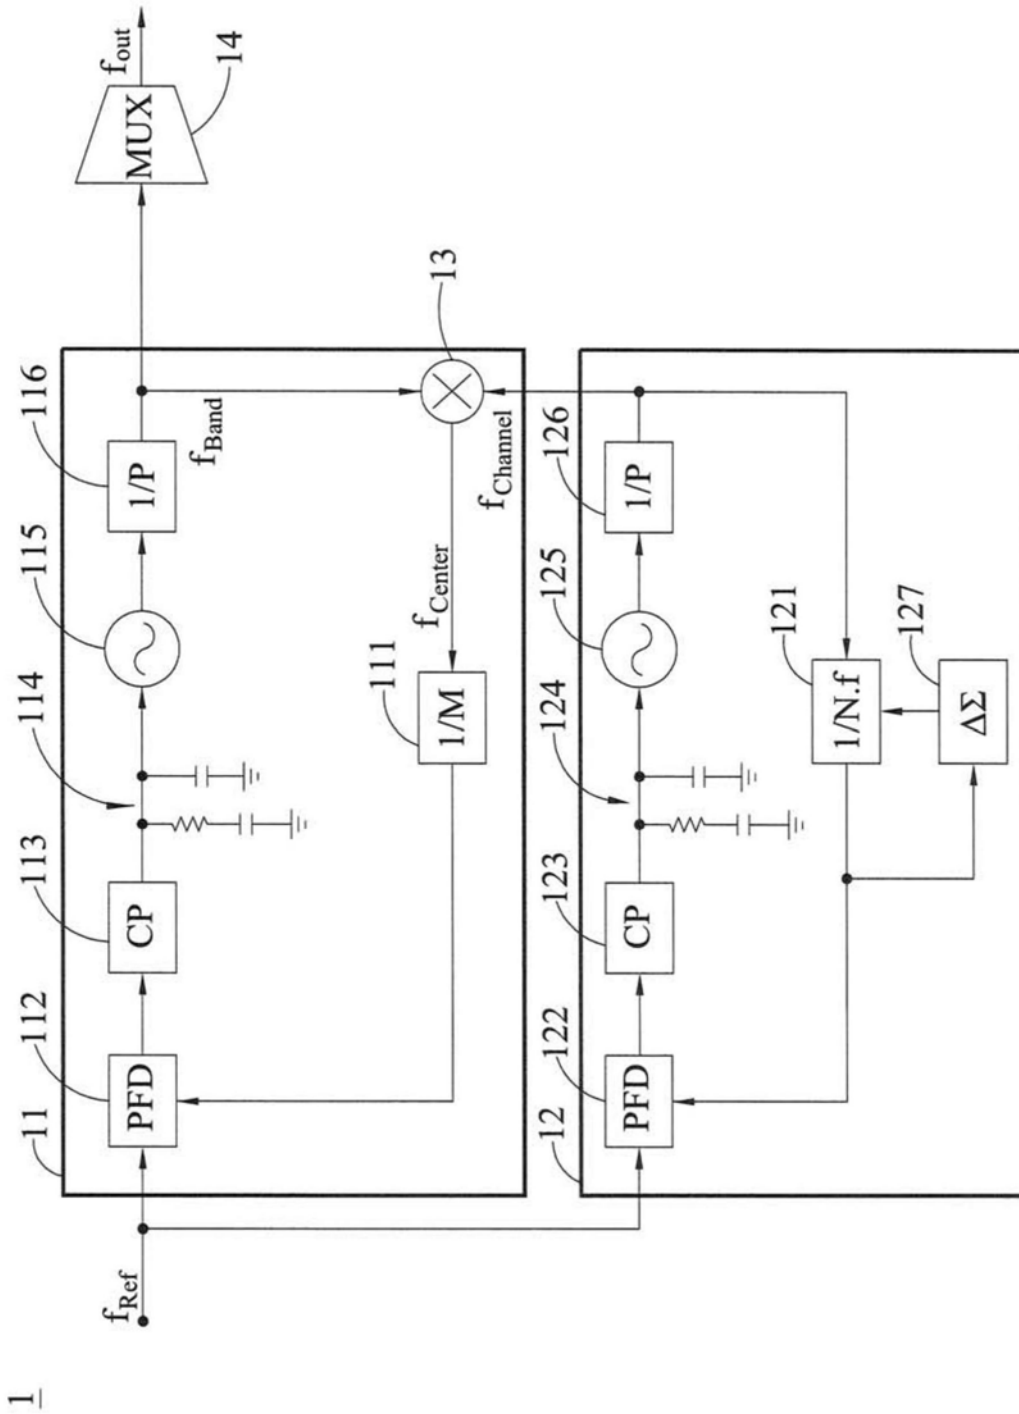 1
f_Ref
11
112
PFD
113
CP
114
115
116
1/P
f_Band
MUX
f_out
14
13
f_Center
111
1/M
f_Channel
12
122
PFD
123
CP
124
125
126
1/P
121
1/N.f
127
ΔΣ